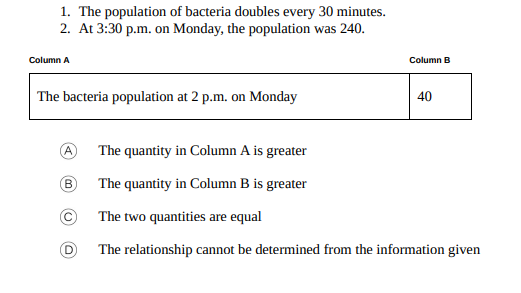 1. The population of bacteria doubles every 30 minutes.
2. At 3:30 p.m. on Monday, the population was 240.
Column A Column B
The bacteria population at 2 p.m. on Monday 40
A The quantity in Column A is greater
B The quantity in Column B is greater
C The two quantities are equal
D The relationship cannot be determined from the information given